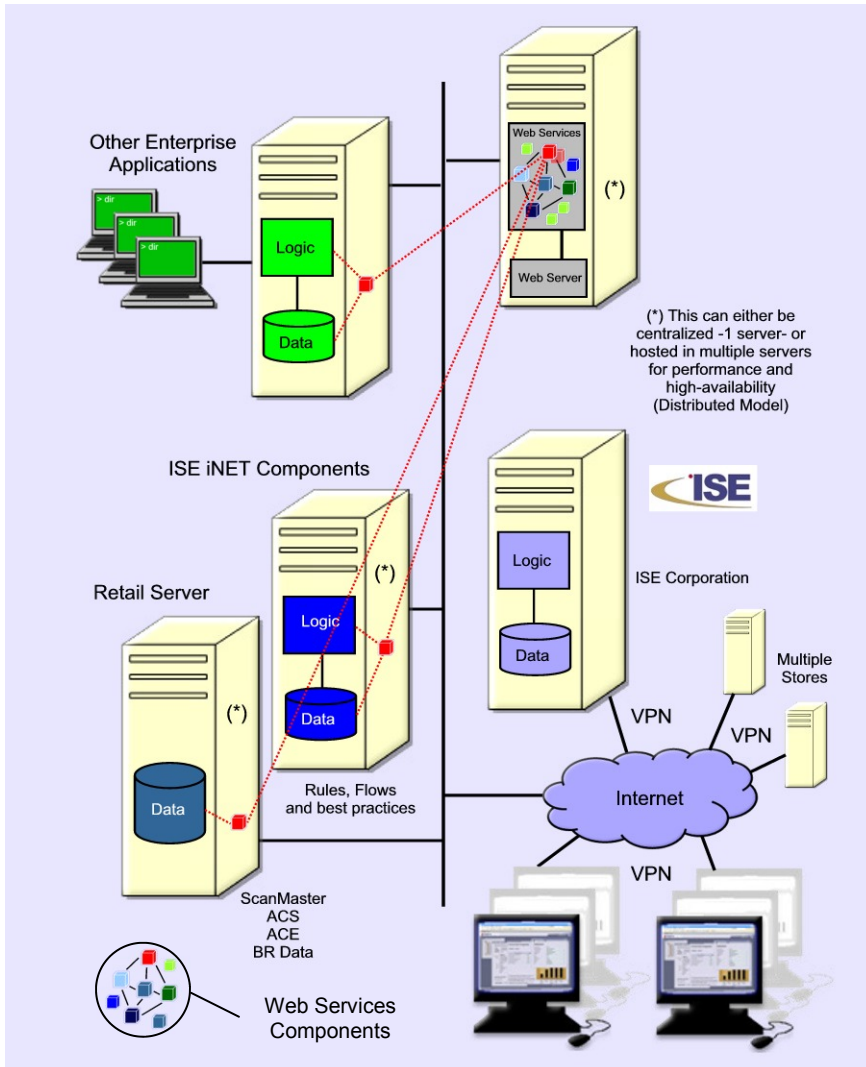 Other Enterprise
Applications
> dir
> dir
> dir
Logic
Data
Web Services
Web Server
(*)
(*) This can either be
centralized -1 server- or
hosted in multiple servers
for performance and
high-availability
(Distributed Model)
ISE iNET Components
Logic
Data
(*)
Rules, Flows
and best practices
Retail Server
(*)
Data
ScanMaster
ACS
ACE
BR Data
Logic
Data
ISE
ISE Corporation
Multiple
Stores
VPN
VPN
Internet
VPN
Web Services
Components